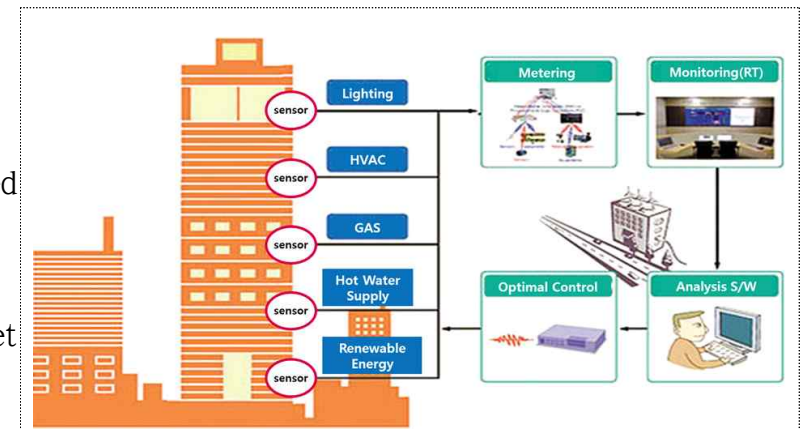 sensor
Lighting
sensor
HVAC
sensor
GAS
sensor
Hot Water
Supply
sensor
Renewable
Energy
Metering
Monitoring(RT)
Optimal Control
Analysis S/W
d
et